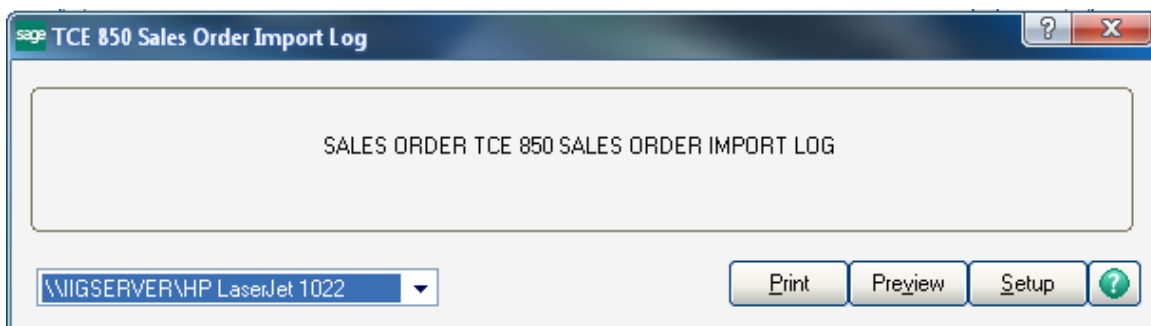 sage TCE 850 Sales Order Import Log
?
X
SALES ORDER TCE 850 SALES ORDER IMPORT LOG
\\IIGSERVER\HP LaserJet 1022
Print
Preview
Setup
?